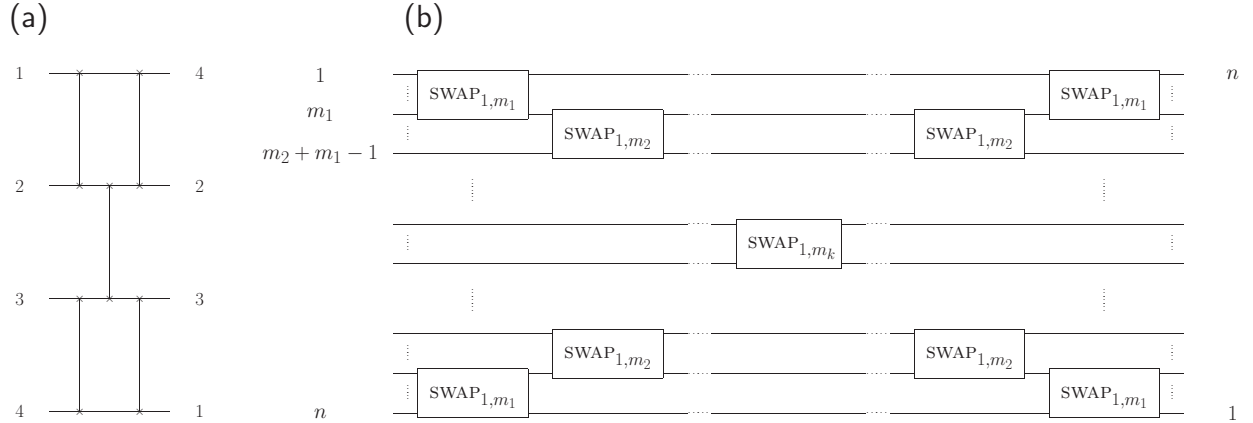 (a)
(b)
1
4
2
2
3
3
4
1
1
m₁
m₂ + m₁ − 1
n
SWAP₁,ₘ₁
SWAP₁,ₘ₁
SWAP₁,ₘ₂
SWAP₁,ₘ₂
SWAP₁,ₘₖ
SWAP₁,ₘ₂
SWAP₁,ₘ₂
SWAP₁,ₘ₁
SWAP₁,ₘ₁
n
1